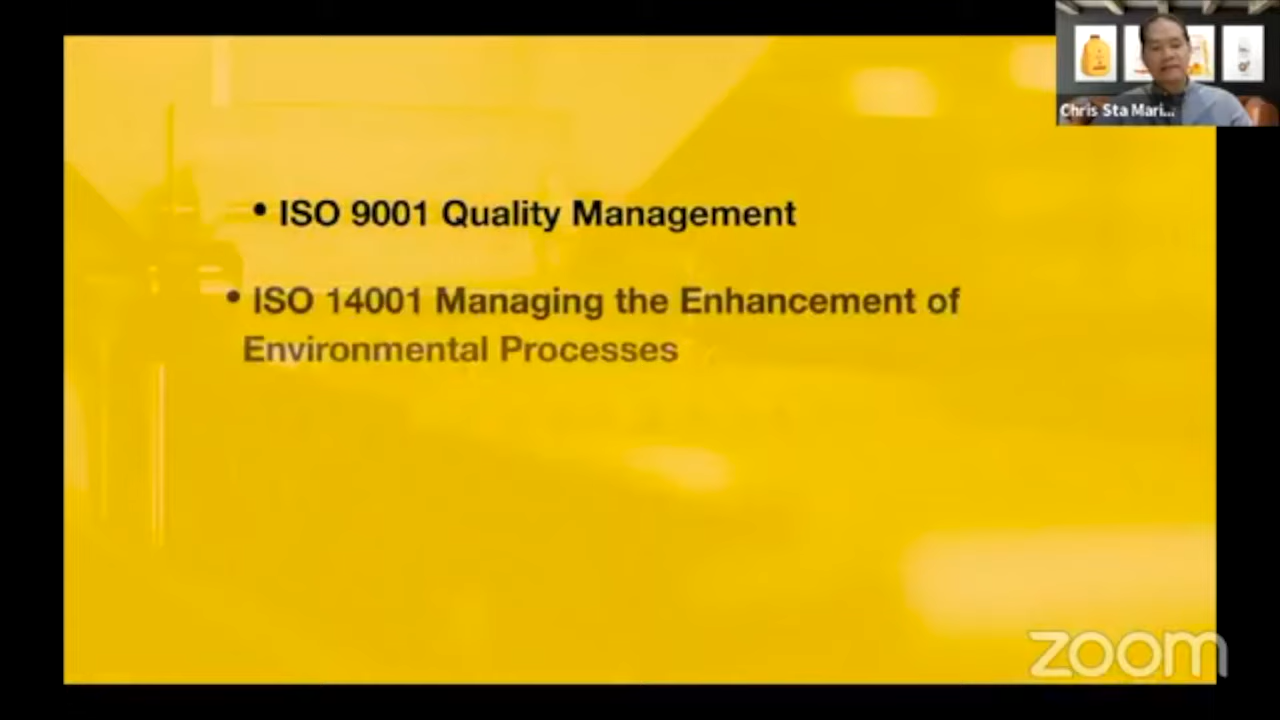 Chris Sta Mari...
• ISO 9001 Quality Management
• ISO 14001 Managing the Enhancement of
Environmental Processes
zoom